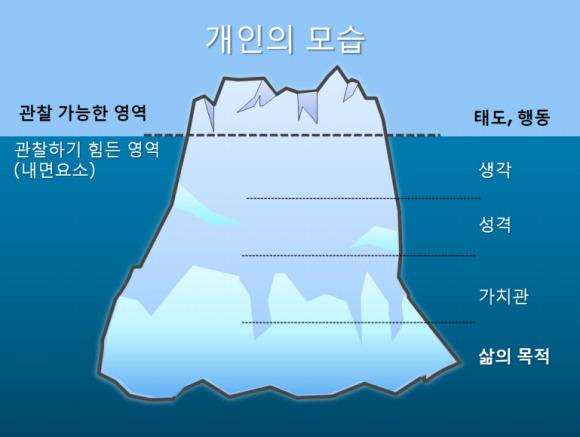 개인의 모습
관찰 가능한 영역
태도, 행동
관찰하기 힘든 영역
(내면요소)
생각
성격
가치관
삶의 목적